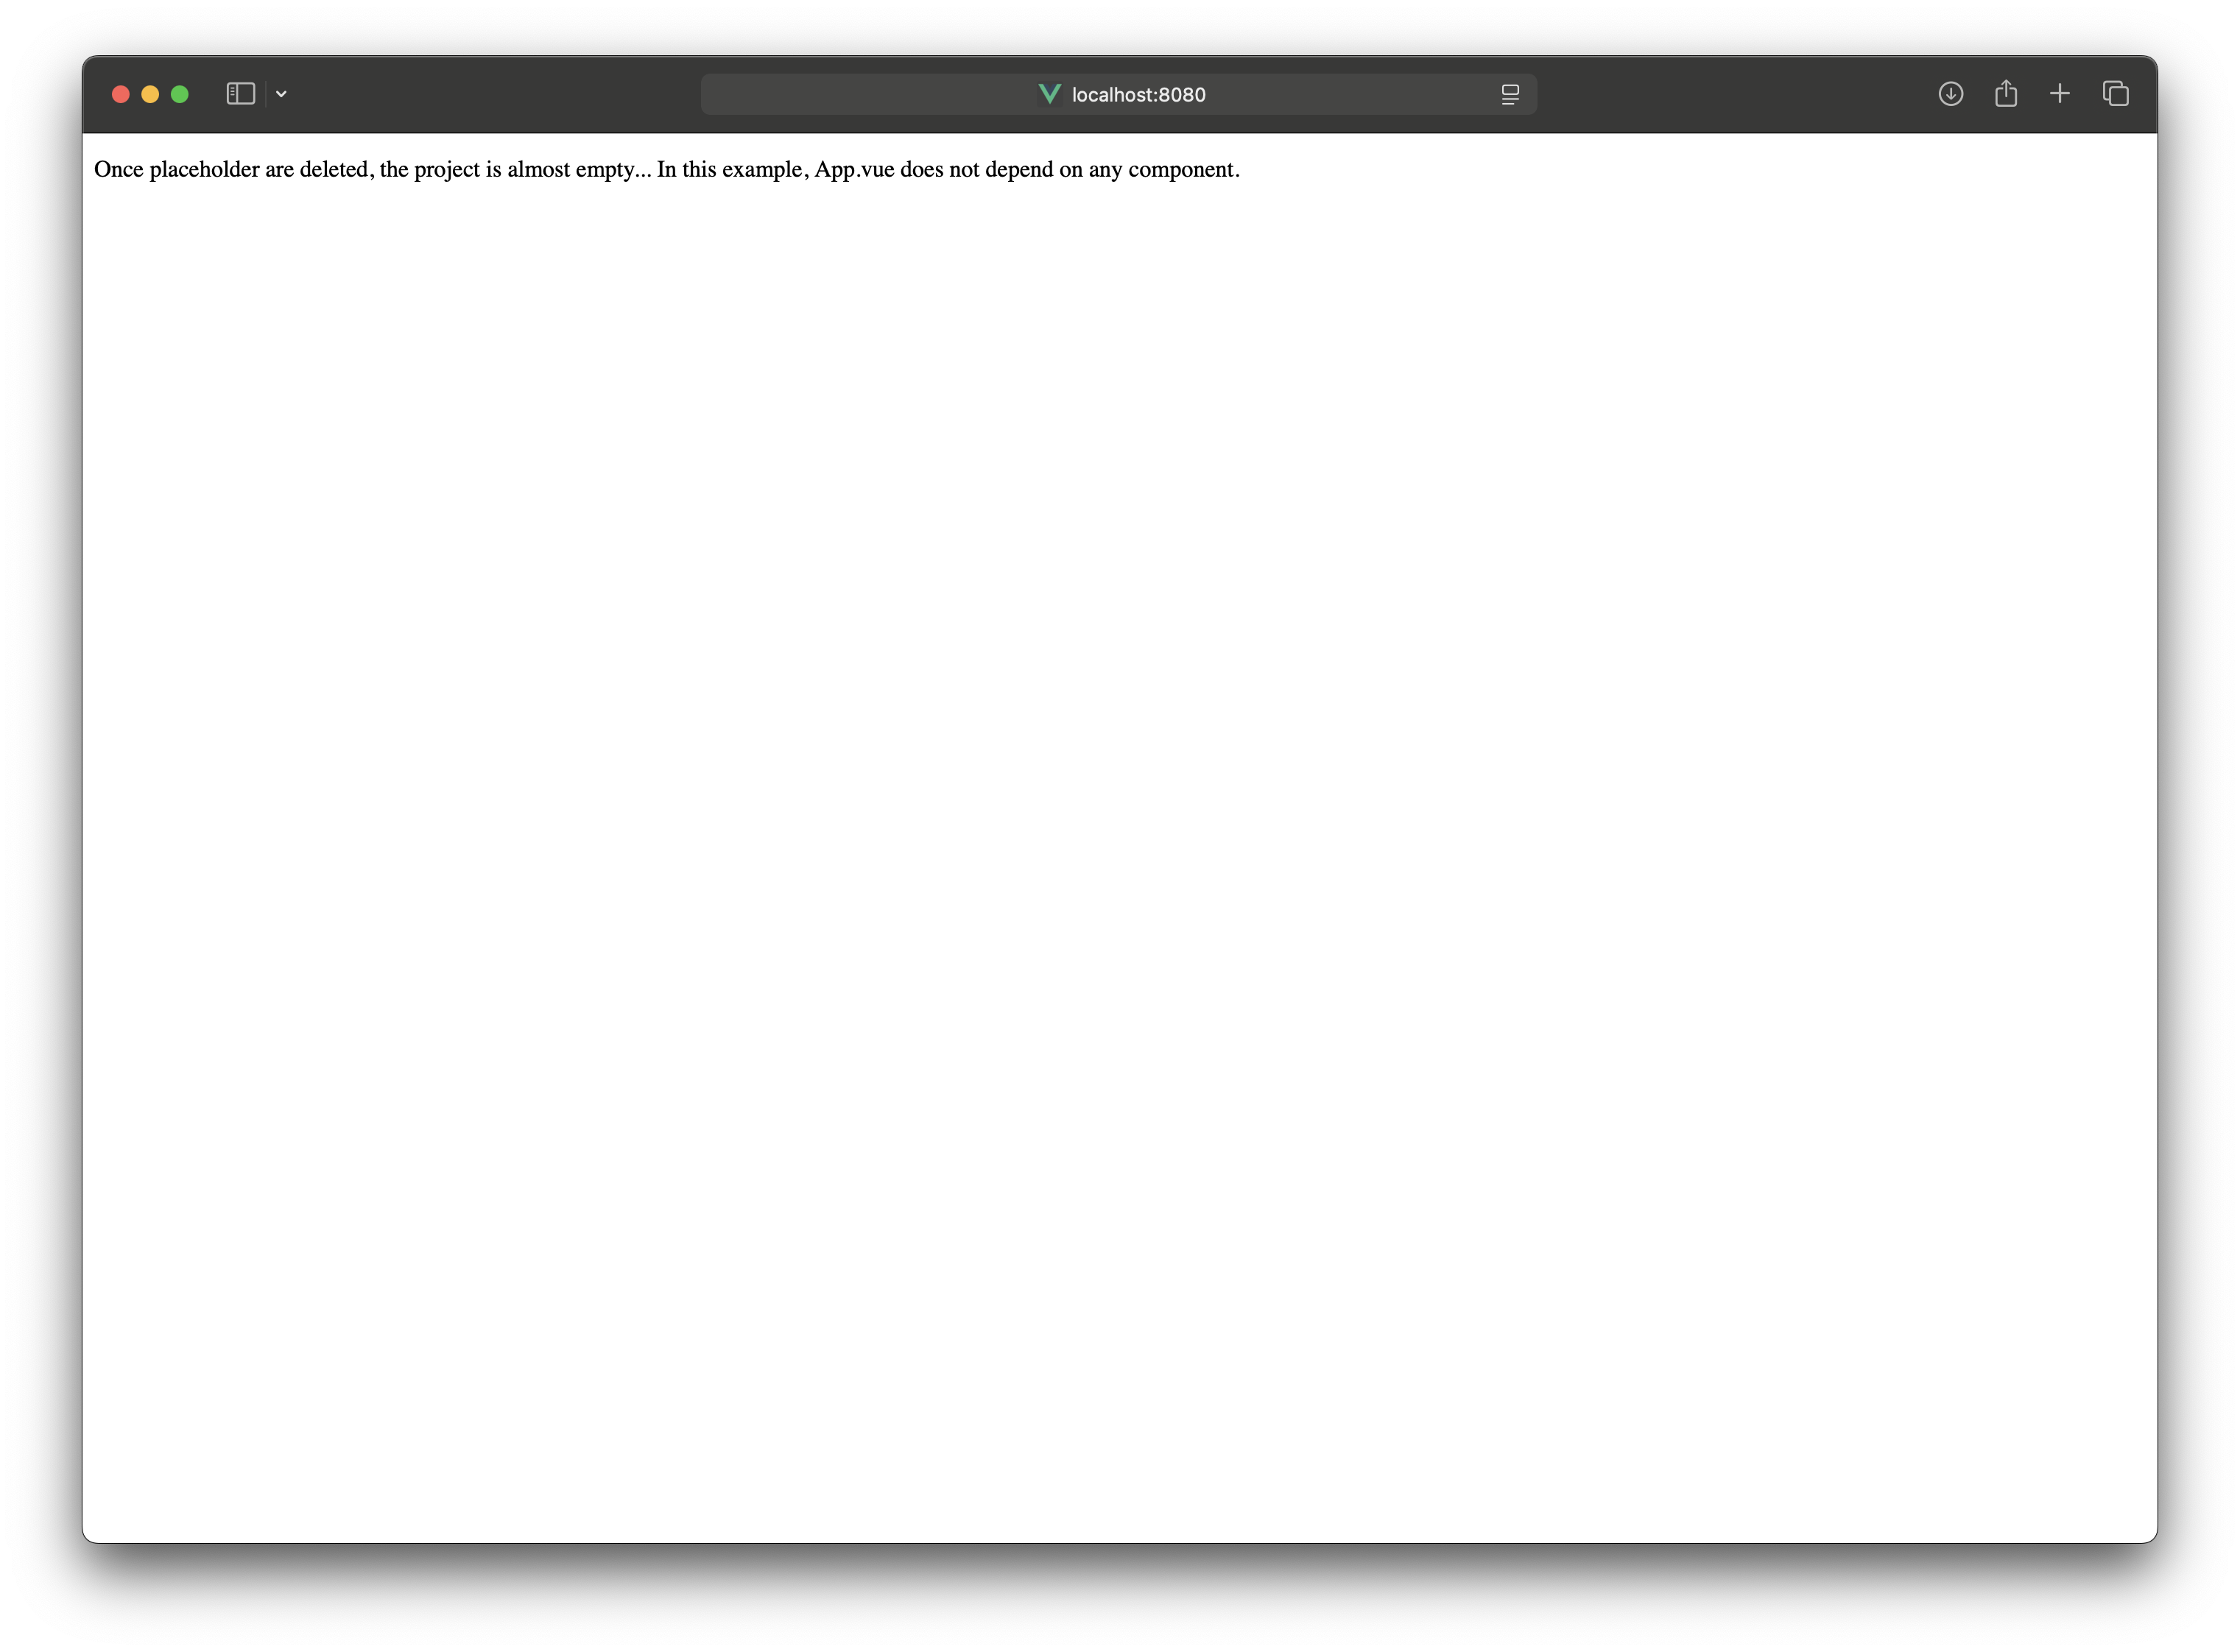 localhost:8080
Once placeholder are deleted, the project is almost empty... In this example, App.vue does not depend on any component.